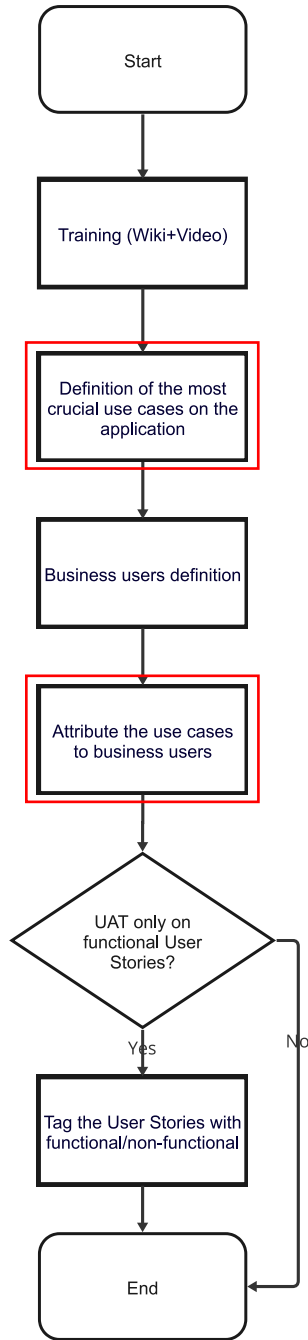 Start
Training (Wiki+Video)
Definition of the most
crucial use cases on the
application
Business users definition
Attribute the use cases
to business users
UAT only on
functional User
Stories?
Yes
No
Tag the User Stories with
functional/non-functional
End